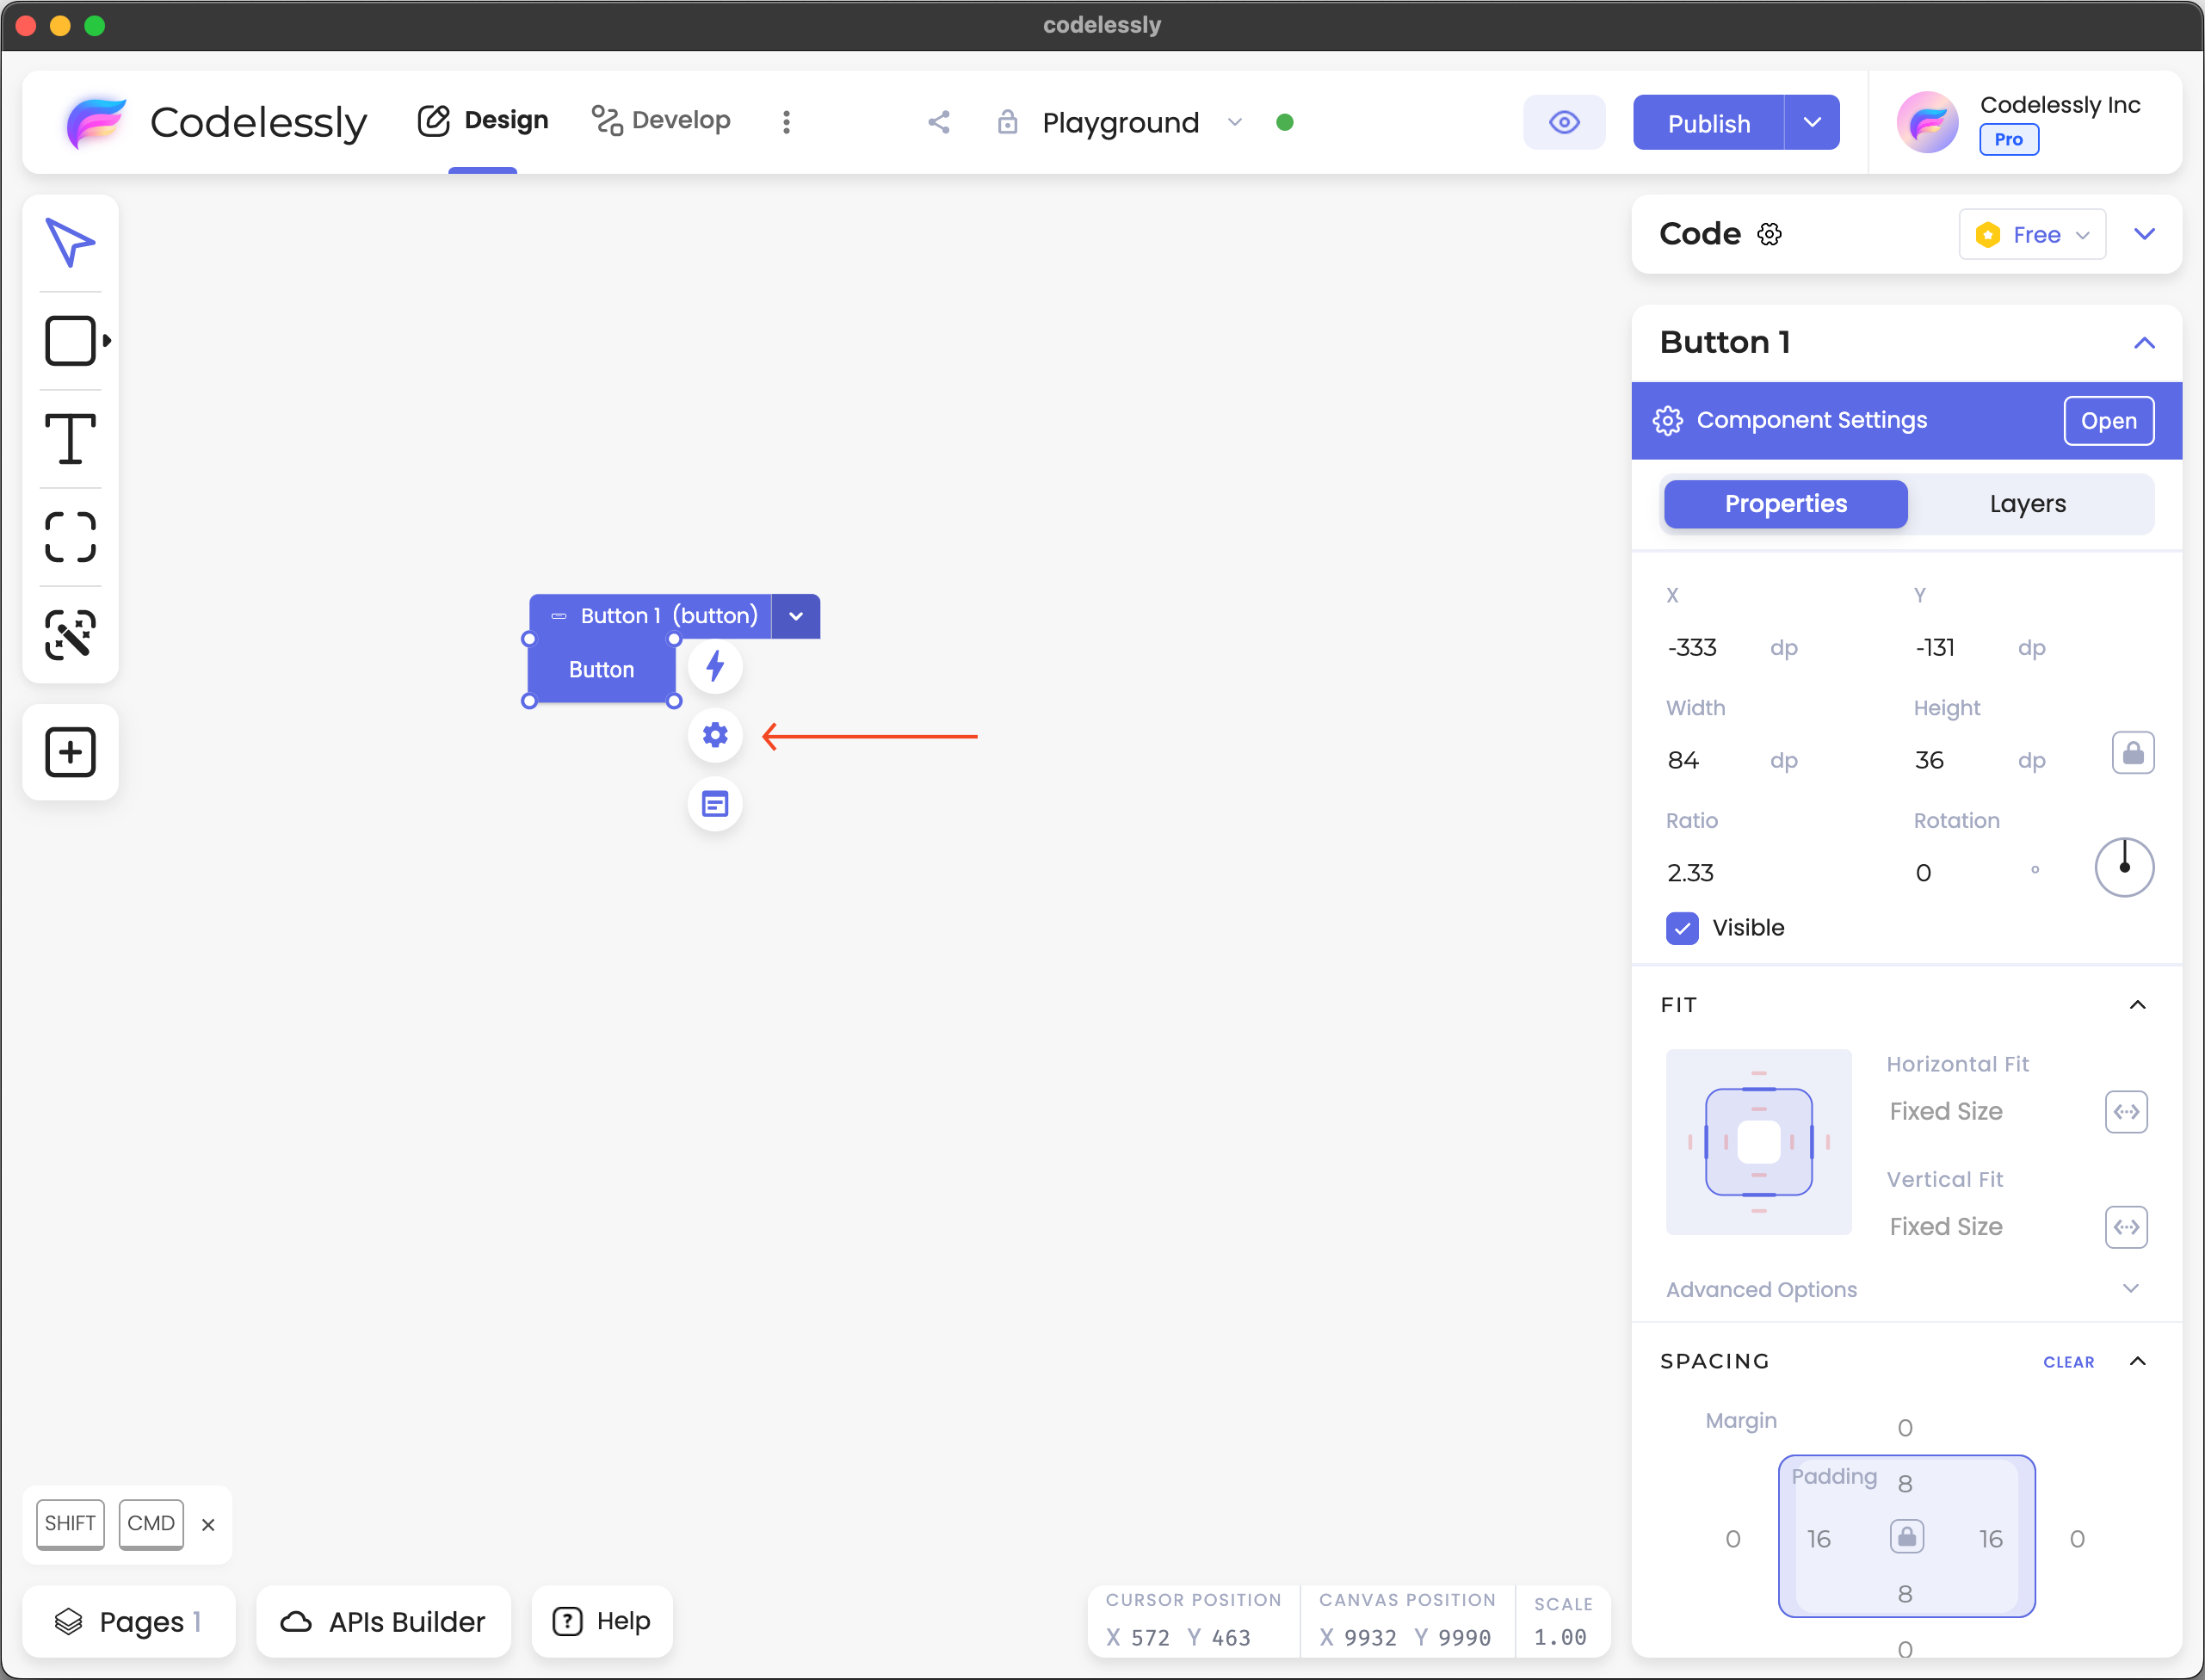 codelessly
Codelessly
Design
Develop
Playground
Publish
Codelessly Inc
Pro
Code
Free
Button 1
Component Settings
Open
Properties
Layers
Button 1 (button)
Button
X
Y
-333 dp
-131 dp
Width
Height
84 dp
36 dp
Ratio
Rotation
2.33
0 °
Visible
FIT
Horizontal Fit
Fixed Size
Vertical Fit
Fixed Size
Advanced Options
SPACING
CLEAR
Margin
0
Padding
8
0
16
16
0
8
0
SHIFT
CMD
Pages 1
APIs Builder
? Help
CURSOR POSITION
X 572 Y 463
CANVAS POSITION
X 9932 Y 9990
SCALE
1.00